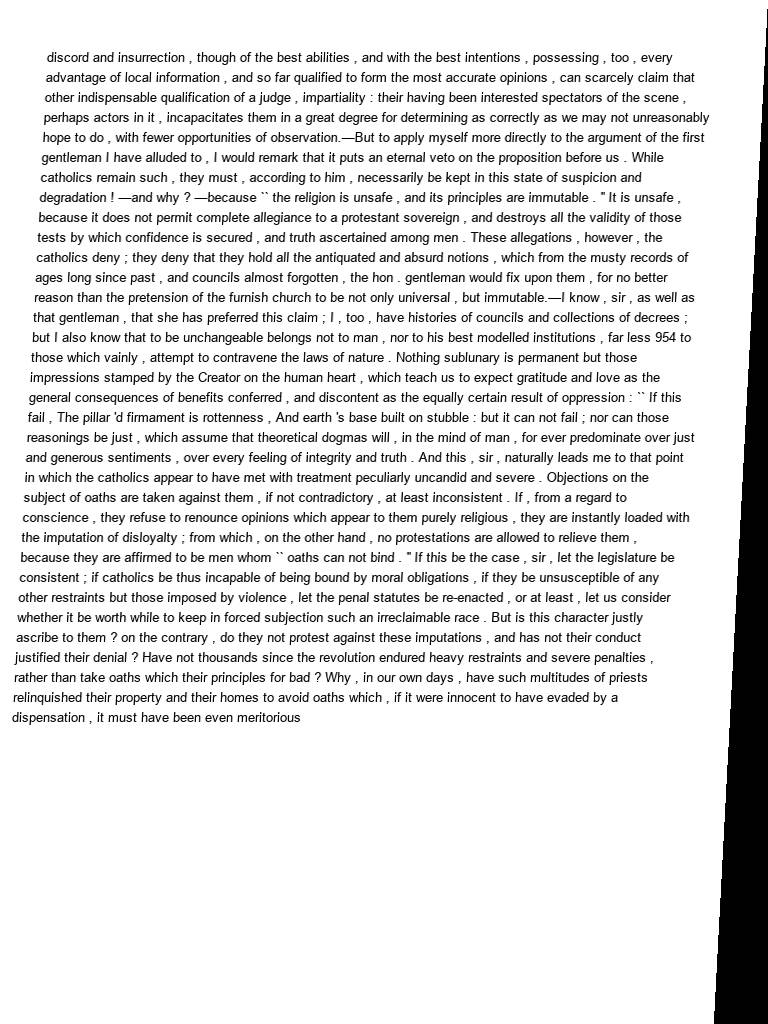 discord and insurrection , though of the best abilities , and with the best intentions , possessing , too , every
advantage of local information , and so far qualified to form the most accurate opinions , can scarcely claim that
other indispensable qualification of a judge , impartiality : their having been interested spectators of the scene ,
perhaps actors in it , incapacitates them in a great degree for determining as correctly as we may not unreasonably
hope to do , with fewer opportunities of observation.—But to apply myself more directly to the argument of the first
gentleman I have alluded to , I would remark that it puts an eternal veto on the proposition before us . While
catholics remain such , they must , according to him , necessarily be kept in this state of suspicion and
degradation ! —and why ? —because `` the religion is unsafe , and its principles are immutable . " It is unsafe ,
because it does not permit complete allegiance to a protestant sovereign , and destroys all the validity of those
tests by which confidence is secured , and truth ascertained among men . These allegations , however , the
catholics deny ; they deny that they hold all the antiquated and absurd notions , which from the musty records of
ages long since past , and councils almost forgotten , the hon . gentleman would fix upon them , for no better
reason than the pretension of the furnish church to be not only universal , but immutable.—I know , sir , as well as
that gentleman , that she has preferred this claim ; I , too , have histories of councils and collections of decrees ;
but I also know that to be unchangeable belongs not to man , nor to his best modelled institutions , far less 954 to
those which vainly , attempt to contravene the laws of nature . Nothing sublunary is permanent but those
impressions stamped by the Creator on the human heart , which teach us to expect gratitude and love as the
general consequences of benefits conferred , and discontent as the equally certain result of oppression : `` If this
fail , The pillar 'd firmament is rottenness , And earth 's base built on stubble : but it can not fail ; nor can those
reasonings be just , which assume that theoretical dogmas will , in the mind of man , for ever predominate over just
and generous sentiments , over every feeling of integrity and truth . And this , sir , naturally leads me to that point
in which the catholics appear to have met with treatment peculiarly uncandid and severe . Objections on the
subject of oaths are taken against them , if not contradictory , at least inconsistent . If , from a regard to
conscience , they refuse to renounce opinions which appear to them purely religious , they are instantly loaded with
the imputation of disloyalty ; from which , on the other hand , no protestations are allowed to relieve them ,
because they are affirmed to be men whom `` oaths can not bind . " If this be the case , sir , let the legislature be
consistent ; if catholics be thus incapable of being bound by moral obligations , if they be unsusceptible of any
other restraints but those imposed by violence , let the penal statutes be re-enacted , or at least , let us consider
whether it be worth while to keep in forced subjection such an irreclaimable race . But is this character justly
ascribe to them ? on the contrary , do they not protest against these imputations , and has not their conduct
justified their denial ? Have not thousands since the revolution endured heavy restraints and severe penalties ,
rather than take oaths which their principles for bad ? Why , in our own days , have such multitudes of priests
relinquished their property and their homes to avoid oaths which , if it were innocent to have evaded by a
dispensation , it must have been even meritorious